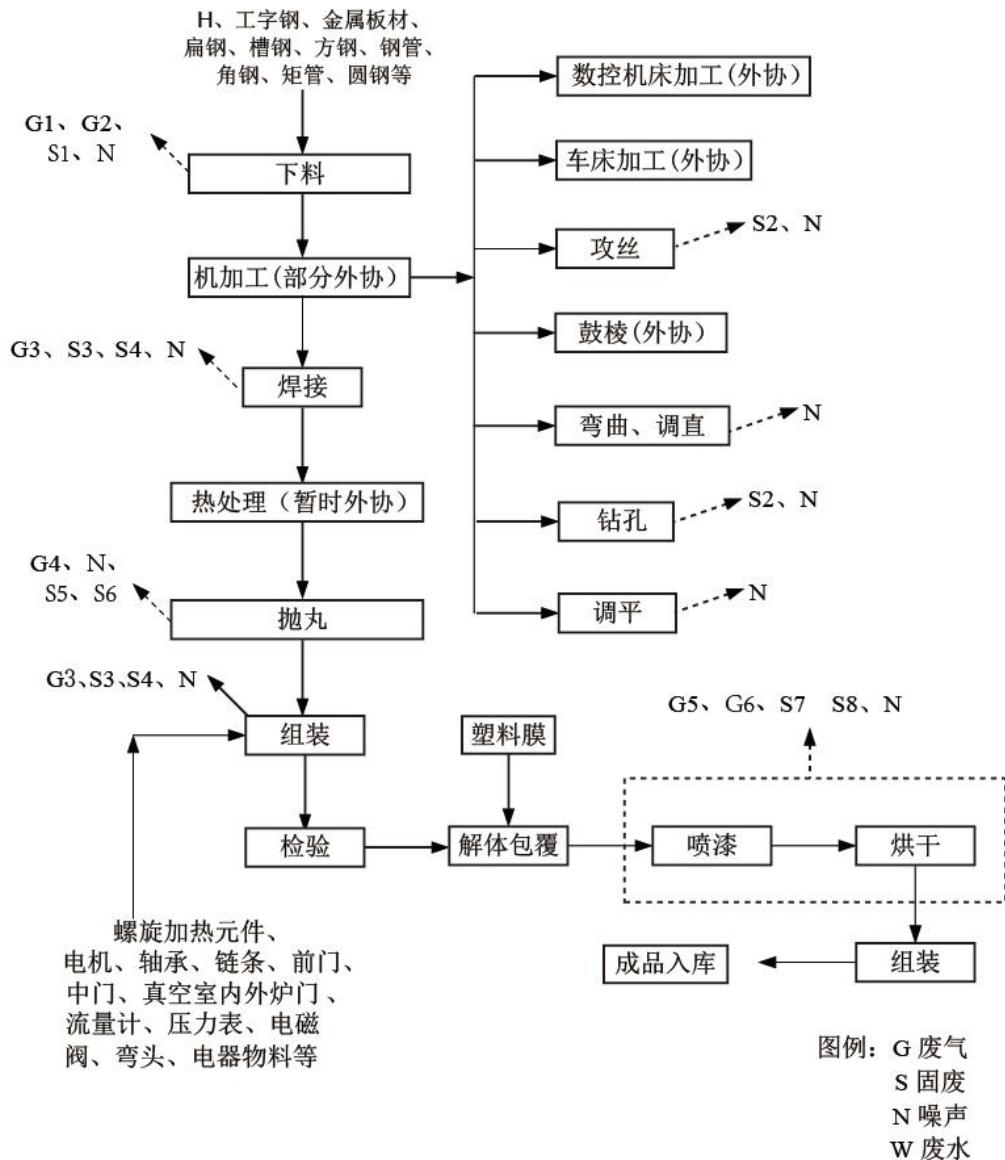 H、工字钢、金属板材、
扁钢、槽钢、方钢、钢管、
角钢、矩管、圆钢等
G1、G2、
S1、N
下料
机加工(部分外协)
数控机床加工(外协)
车床加工(外协)
攻丝
S2、N
鼓棱(外协)
弯曲、调直
N
钻孔
S2、N
调平
N
G3、S3、S4、N
焊接
热处理（暂时外协）
G4、N、
S5、S6
抛丸
G3、S3、S4、N
组装
检验
塑料膜
解体包覆
G5、G6、S7 S8、N
喷漆
烘干
组装
成品入库
螺旋加热元件、
电机、轴承、链条、前门、
中门、真空室内外炉门、
流量计、压力表、电磁
阀、弯头、电器物料等
图例：G 废气
S 固废
N 噪声
W 废水